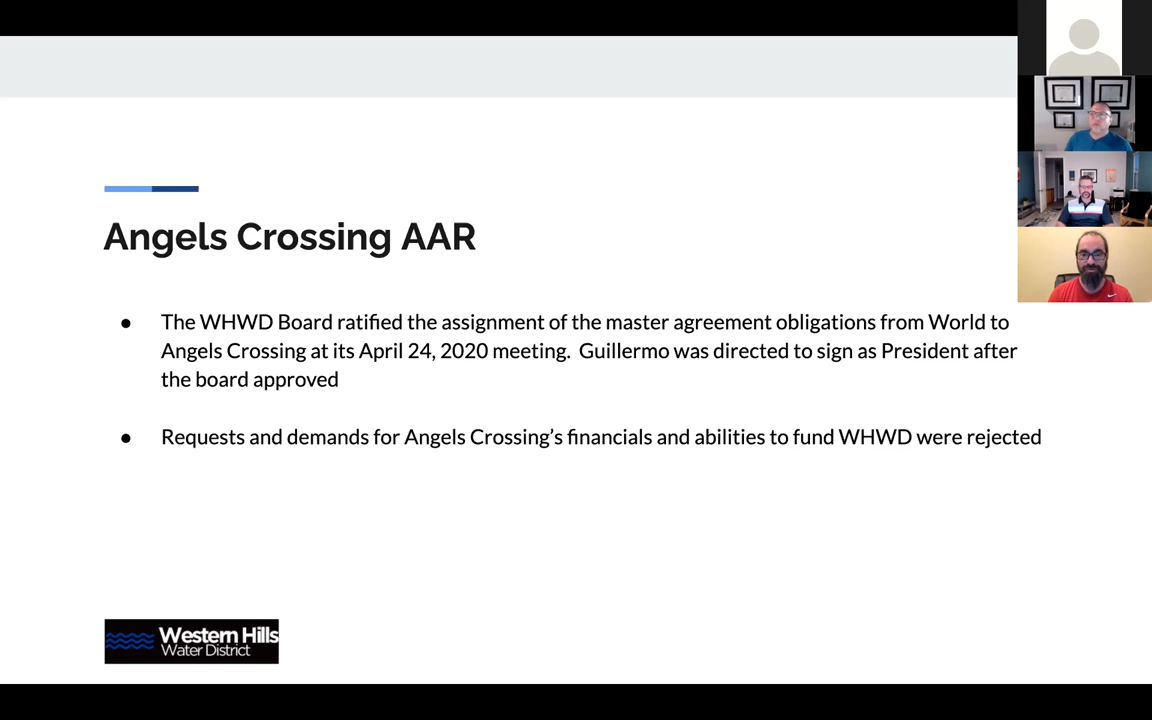 Angels Crossing AAR
● The WHWD Board ratified the assignment of the master agreement obligations from World to
Angels Crossing at its April 24, 2020 meeting.  Guillermo was directed to sign as President after
the board approved
● Requests and demands for Angels Crossing’s financials and abilities to fund WHWD were rejected
Western Hills
Water District